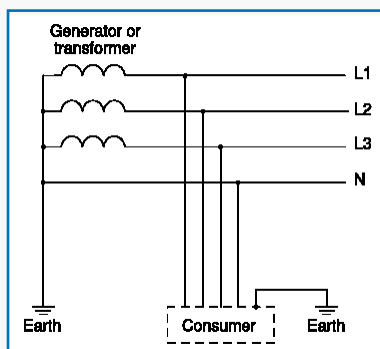 Generator or
transformer
L1
L2
L3
N
Earth
Consumer
Earth